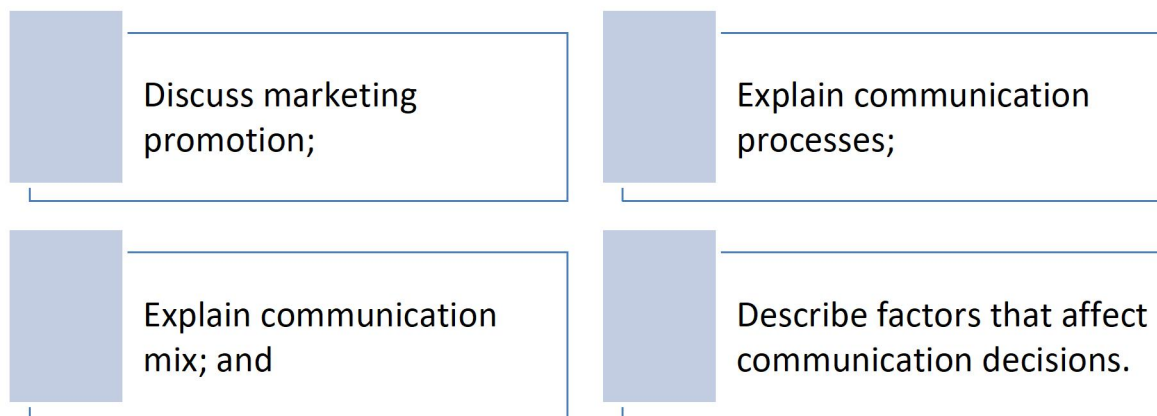 Discuss marketing
promotion;
Explain communication
processes;
Explain communication
mix; and
Describe factors that affect
communication decisions.